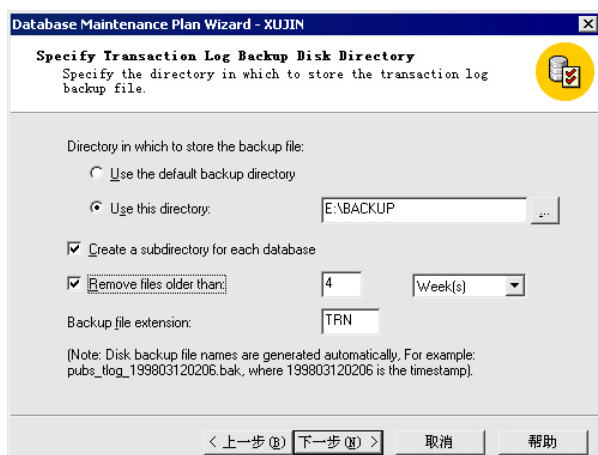 Database Maintenance Plan Wizard - XUJIN
Specify Transaction Log Backup Disk Directory
Specify the directory in which to store the transaction log
backup file.
Directory in which to store the backup file:
Use the default backup directory
Use this directory:
E:\BACKUP
...
Create a subdirectory for each database
Remove files older than:
4
Week(s)
Backup file extension:
TRN
(Note: Disk backup file names are generated automatically, For example:
pubs_tlog_199803120206.bak, where 199803120206 is the timestamp).
< 上一步(B)
下一步(N) >
取消
帮助